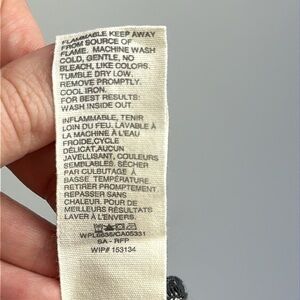 FLAMMABLE KEEP AWAY
FROM SOURCE OF
FLAME. MACHINE WASH
COLD, GENTLE, NO
BLEACH, LIKE COLORS.
TUMBLE DRY LOW.
REMOVE PROMPTLY.
COOL IRON.
FOR BEST RESULTS:
WASH INSIDE OUT.
INFLAMMABLE, TENIR
LOIN DU FEU. LAVABLE À
LA MACHINE À L'EAU
FROIDE,CYCLE
DÉLICAT,AUCUN
JAVELLISANT, COULEURS
SEMBLABLES. SÉCHER
PAR CULBUTAGE À
BASSE TEMPÉRATURE.
RETIRER PROMPTEMENT.
REPASSER SANS
CHALEUR. POUR DE
MEILLEURS RÉSULTATS
LAVER À L'ENVERS.
WPL6635/CA05331
SA - RFP
WIP# 153134